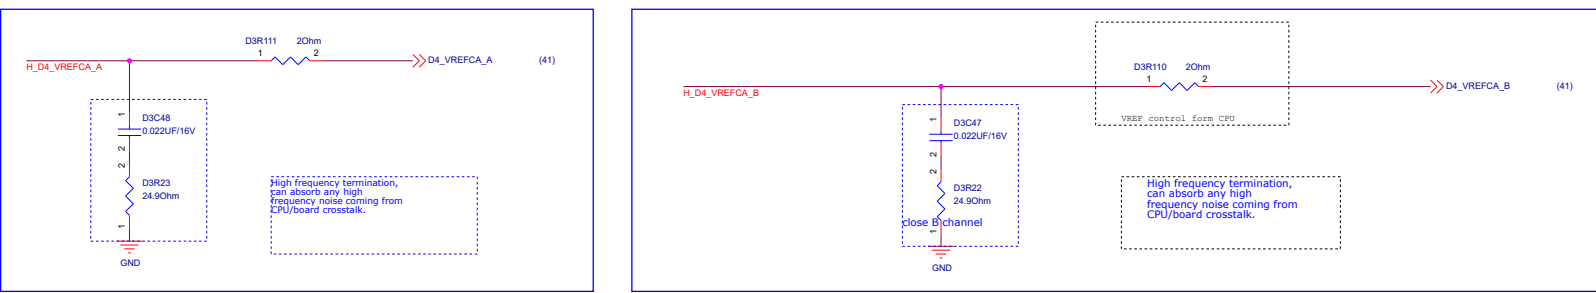 D3R111 2Ohm
1 2
H_D4_VREFCA_A
D4_VREFCA_A (41)
1
D3C48
0.022UF/16V
2
2
D3R23
24.9Ohm
1
GND
High frequency termination,
can absorb any high
frequency noise coming from
CPU/board crosstalk.
D3R110 2Ohm
1 2
H_D4_VREFCA_B
D4_VREFCA_B (41)
VREF control form CPU
1
D3C47
0.022UF/16V
2
2
D3R22
24.9Ohm
close B channel
1
GND
High frequency termination,
can absorb any high
frequency noise coming from
CPU/board crosstalk.